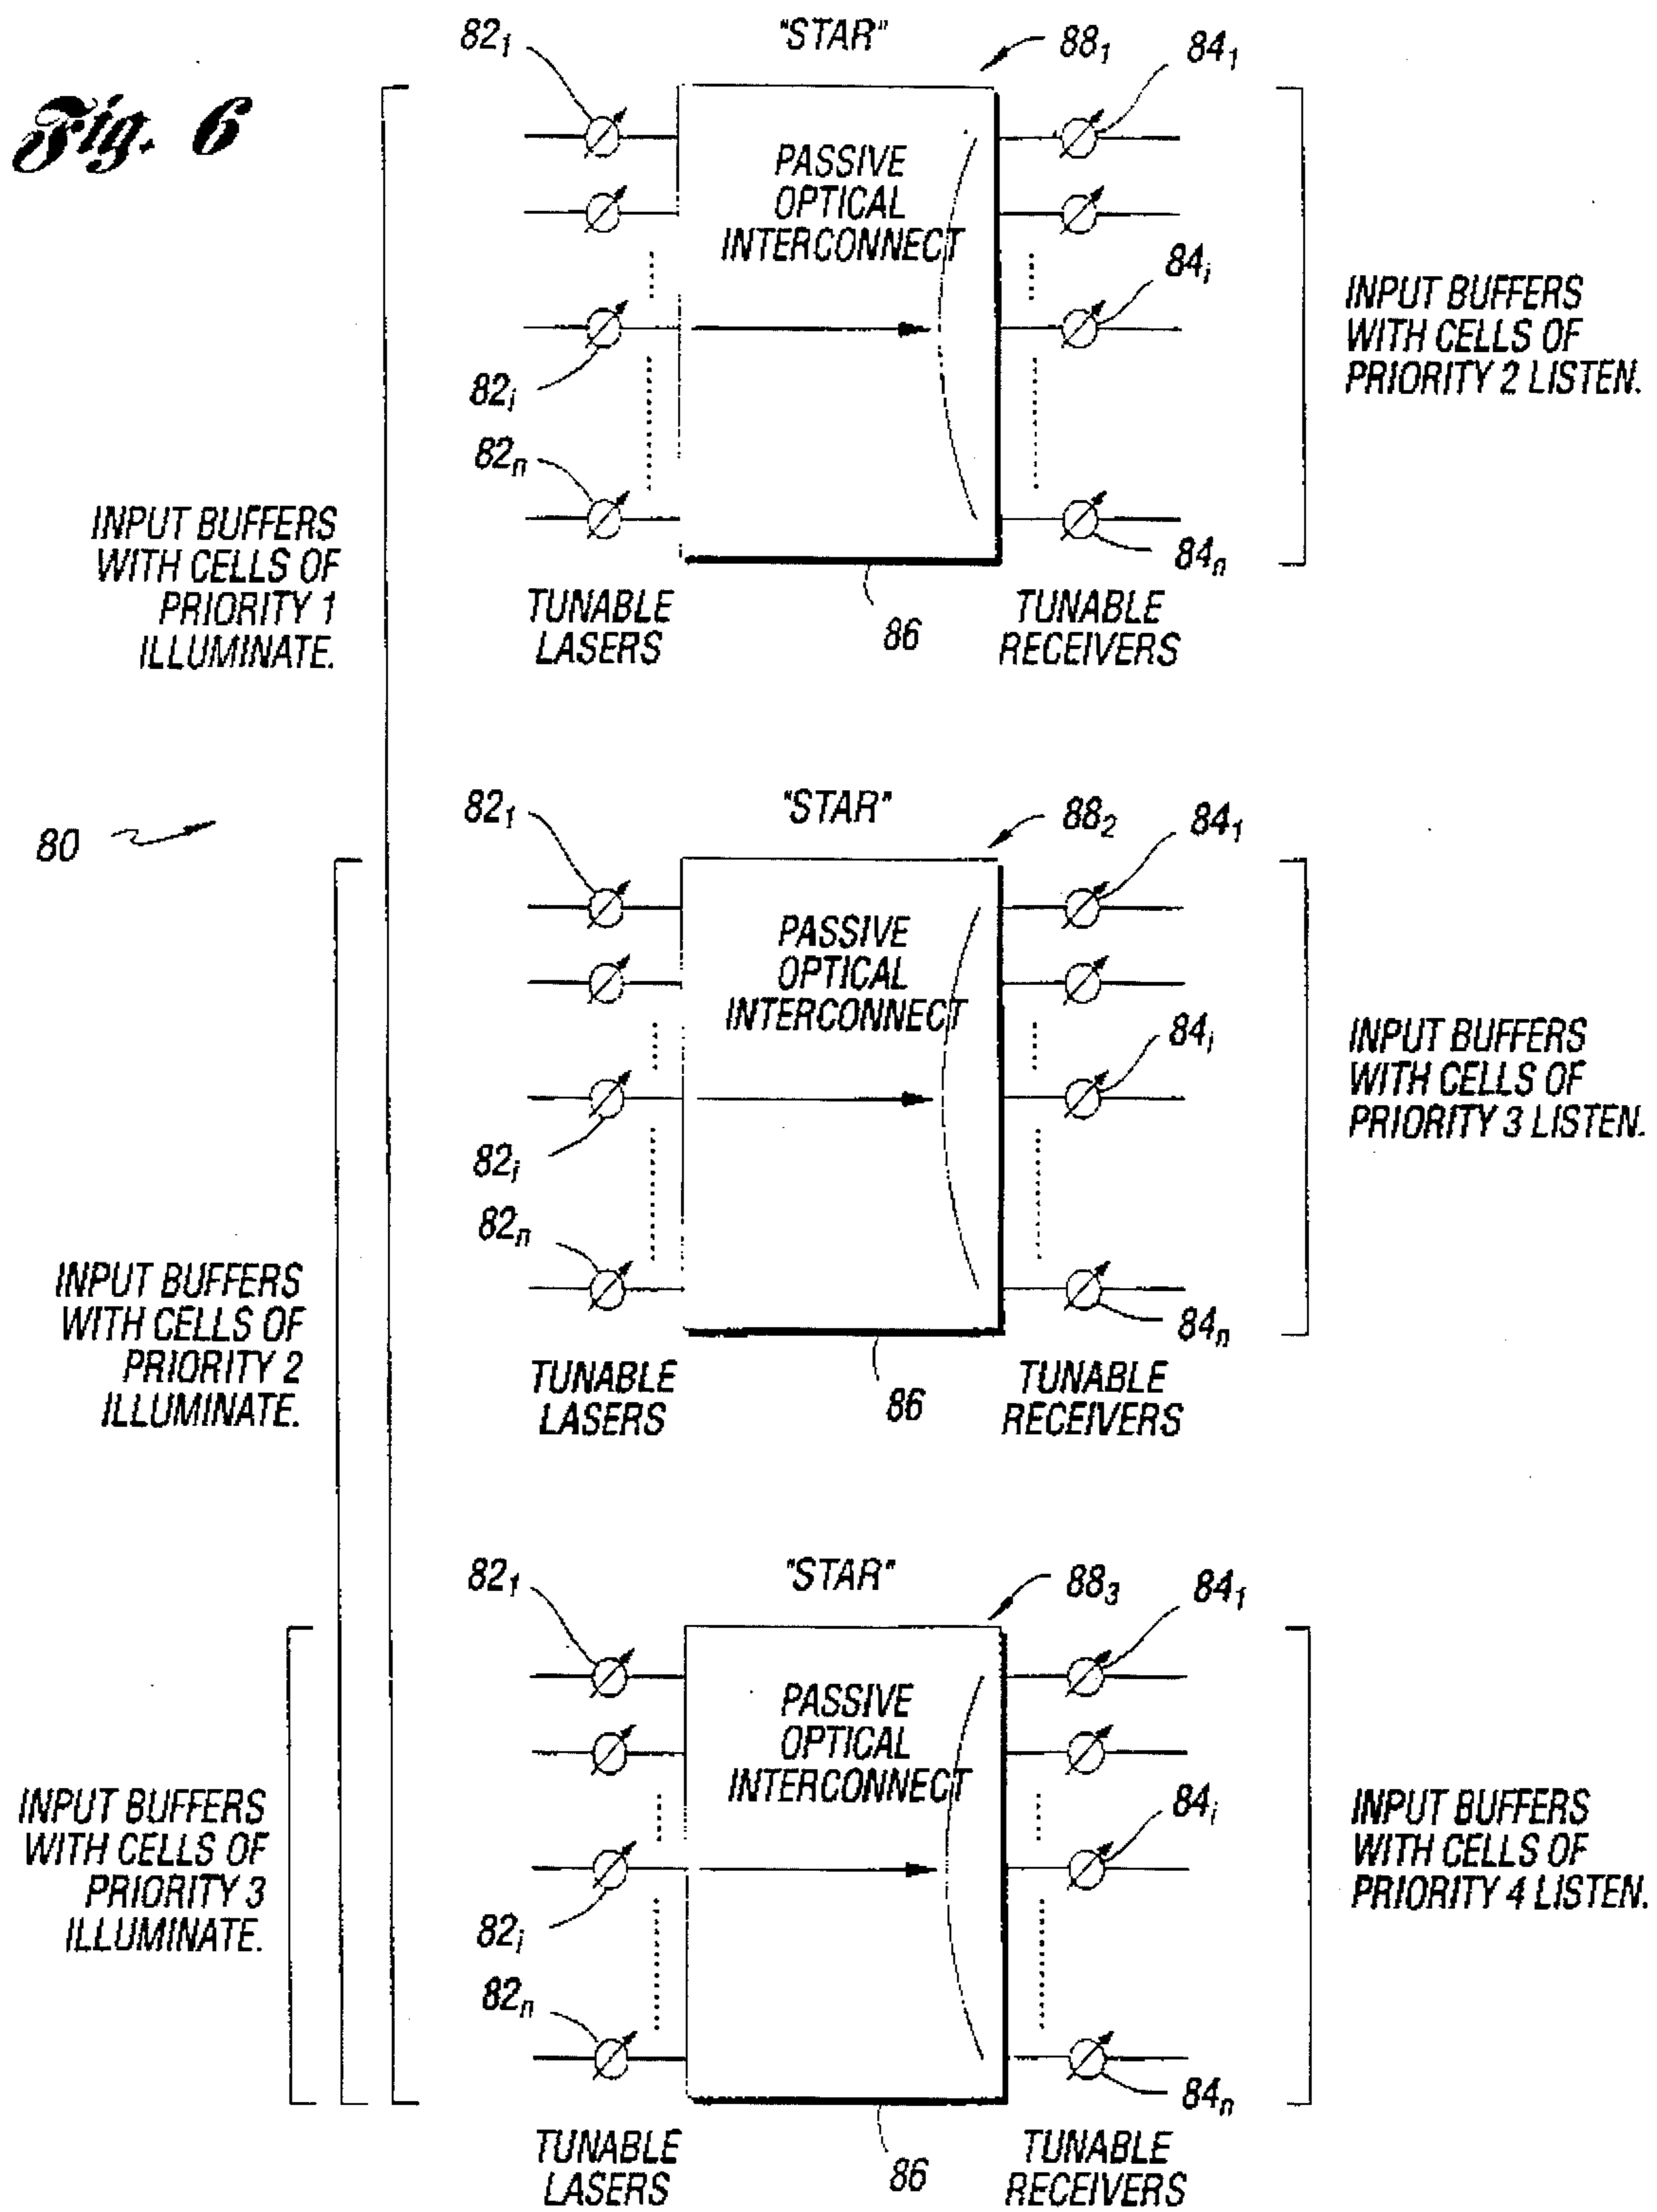 Fig. 6
"STAR"
82₁
88₁
84₁
PASSIVE
OPTICAL
INTERCONNECT
84ᵢ
82ᵢ
82ₙ
84ₙ
INPUT BUFFERS
WITH CELLS OF
PRIORITY 2 LISTEN.
INPUT BUFFERS
WITH CELLS OF
PRIORITY 1
ILLUMINATE.
TUNABLE
LASERS
86
TUNABLE
RECEIVERS
80
"STAR"
82₁
88₂
84₁
PASSIVE
OPTICAL
INTERCONNECT
84ᵢ
82ᵢ
82ₙ
84ₙ
INPUT BUFFERS
WITH CELLS OF
PRIORITY 3 LISTEN.
INPUT BUFFERS
WITH CELLS OF
PRIORITY 2
ILLUMINATE.
TUNABLE
LASERS
86
TUNABLE
RECEIVERS
"STAR"
82₁
88₃
84₁
PASSIVE
OPTICAL
INTERCONNECT
84ᵢ
82ᵢ
82ₙ
84ₙ
INPUT BUFFERS
WITH CELLS OF
PRIORITY 4 LISTEN.
INPUT BUFFERS
WITH CELLS OF
PRIORITY 3
ILLUMINATE.
TUNABLE
LASERS
86
TUNABLE
RECEIVERS